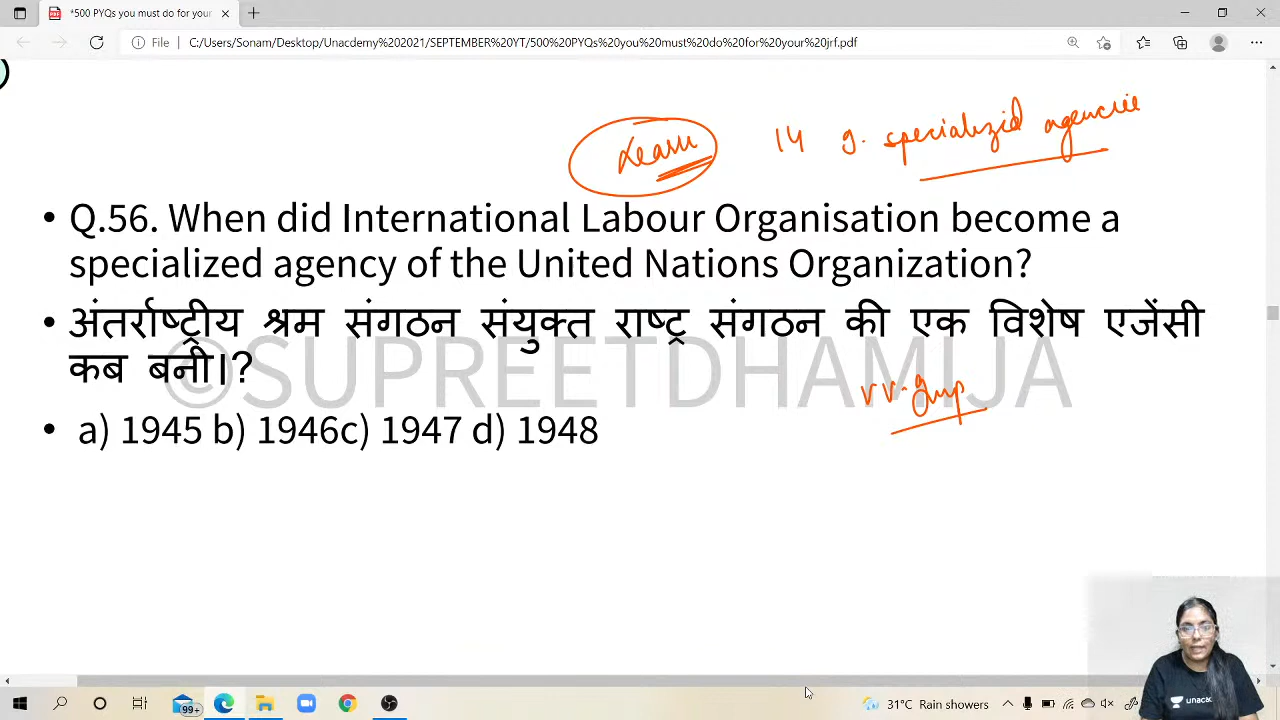 *500 PYQs you must do for your
File C:/Users/Sonam/Desktop/Unacdemy%202021/SEPTEMBER%20YT/500%20PYQs%20you%20must%20do%20for%20your%20jrf.pdf
Learn 14 g. specialized agencies
• Q.56. When did International Labour Organisation become a
specialized agency of the United Nations Organization?
• अंतर्राष्ट्रीय श्रम संगठन संयुक्त राष्ट्र संगठन की एक विशेष एजेंसी
कब बनी।?
©SUPREETDHAMIJA
vv. imp
• a) 1945 b) 1946c) 1947 d) 1948
99+
31°C Rain showers